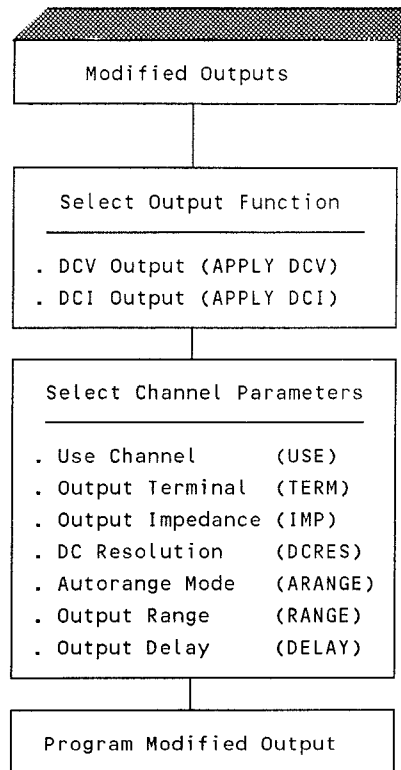 Modified Outputs
Select Output Function
. DCV Output (APPLY DCV)
. DCI Output (APPLY DCI)
Select Channel Parameters
. Use Channel (USE)
. Output Terminal (TERM)
. Output Impedance (IMP)
. DC Resolution (DCRES)
. Autorange Mode (ARANGE)
. Output Range (RANGE)
. Output Delay (DELAY)
Program Modified Output